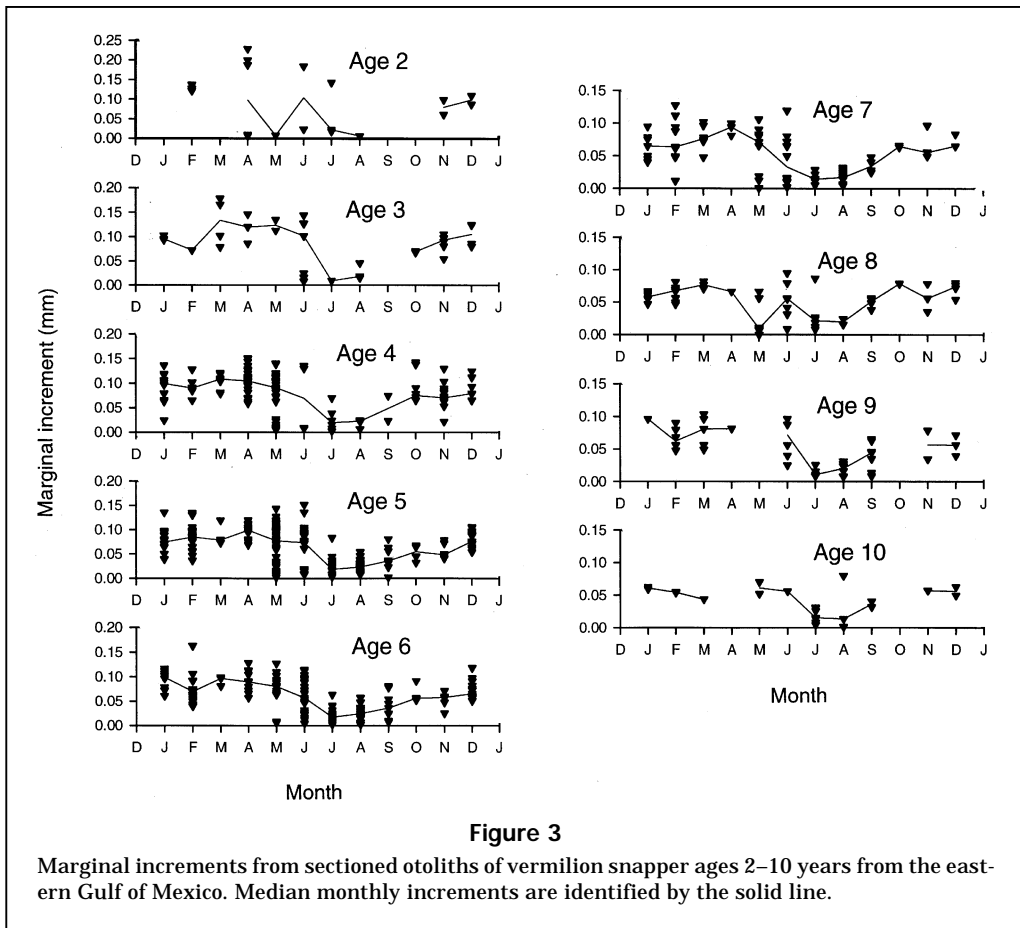 Marginal increment (mm)
Age 2
0.25
0.20
0.15
0.10
0.05
0.00
D J F M A M J J A S O N D J
Age 3
0.20
0.15
0.10
0.05
0.00
D J F M A M J J A S O N D J
Age 4
0.20
0.15
0.10
0.05
0.00
D J F M A M J J A S O N D J
Age 5
0.20
0.15
0.10
0.05
0.00
D J F M A M J J A S O N D J
Age 6
0.20
0.15
0.10
0.05
0.00
D J F M A M J J A S O N D J
Month
Age 7
0.15
0.10
0.05
0.00
D J F M A M J J A S O N D J
Age 8
0.15
0.10
0.05
0.00
D J F M A M J J A S O N D J
Age 9
0.15
0.10
0.05
0.00
D J F M A M J J A S O N D J
Age 10
0.15
0.10
0.05
0.00
D J F M A M J J A S O N D J
Month
Figure 3
Marginal increments from sectioned otoliths of vermilion snapper ages 2–10 years from the east-
ern Gulf of Mexico. Median monthly increments are identified by the solid line.